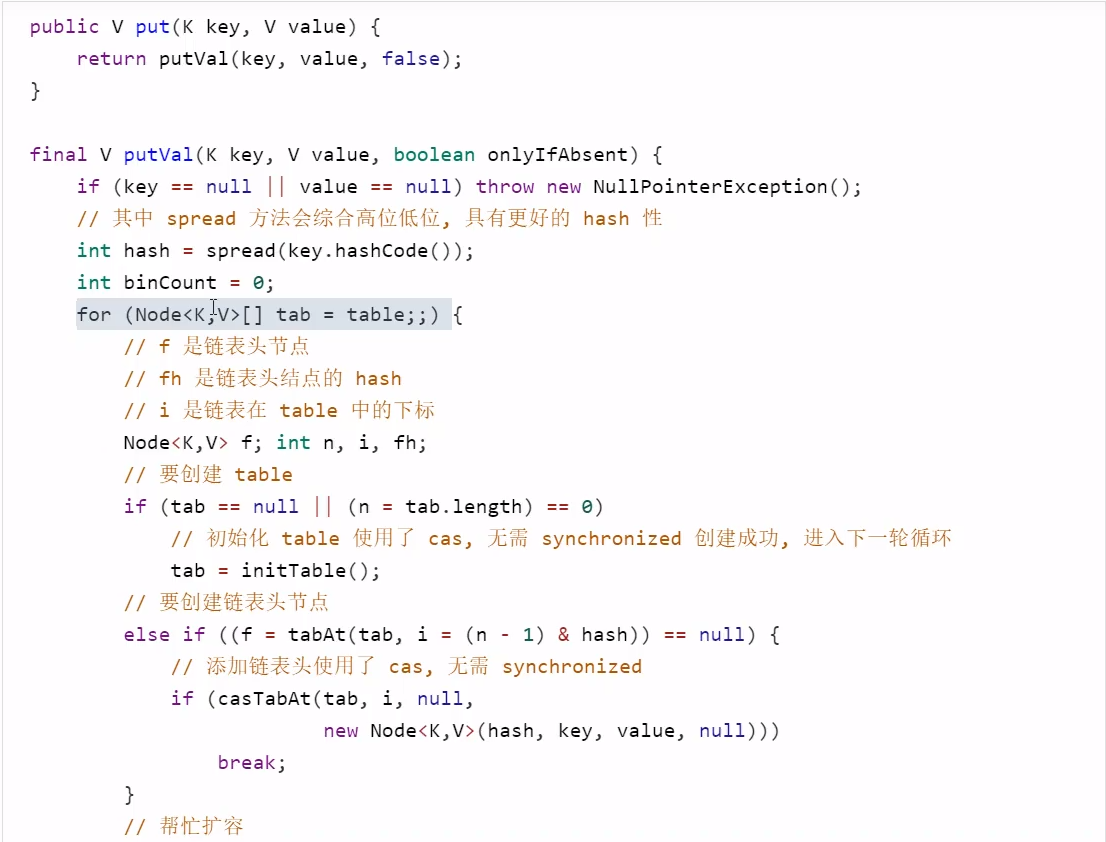 public V put(K key, V value) {
return putVal(key, value, false);
}
final V putVal(K key, V value, boolean onlyIfAbsent) {
if (key == null || value == null) throw new NullPointerException();
// 其中 spread 方法会综合高位低位, 具有更好的 hash 性
int hash = spread(key.hashCode());
int binCount = 0;
for (Node<K,V>[] tab = table;;) {
// f 是链表头节点
// fh 是链表头结点的 hash
// i 是链表在 table 中的下标
Node<K,V> f; int n, i, fh;
// 要创建 table
if (tab == null || (n = tab.length) == 0)
// 初始化 table 使用了 cas, 无需 synchronized 创建成功, 进入下一轮循环
tab = initTable();
// 要创建链表头节点
else if ((f = tabAt(tab, i = (n - 1) & hash)) == null) {
// 添加链表头使用了 cas, 无需 synchronized
if (casTabAt(tab, i, null,
new Node<K,V>(hash, key, value, null)))
break;
}
// 帮忙扩容